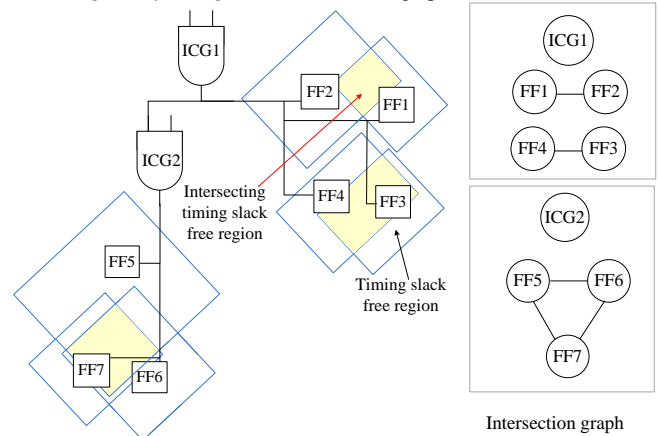 ICG1
FF2
FF1
ICG2
Intersecting
timing slack
free region
FF4
FF3
Timing slack
free region
FF5
FF7
FF6
ICG1
FF1
FF2
FF4
FF3
ICG2
FF5
FF6
FF7
Intersection graph